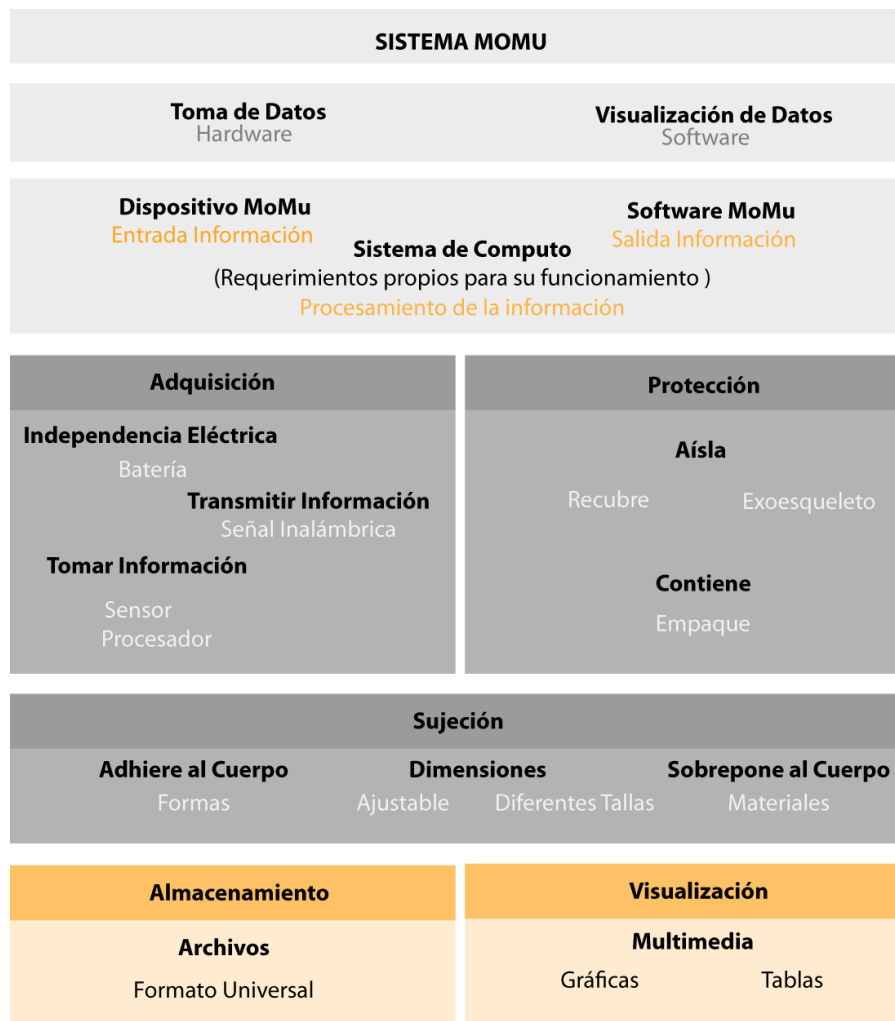 SISTEMA MOMU
Toma de Datos
Hardware
Visualización de Datos
Software
Dispositivo MoMu
Entrada Información
Software MoMu
Salida Información
Sistema de Computo
(Requerimientos propios para su funcionamiento )
Procesamiento de la información
Adquisición
Independencia Eléctrica
Batería
Transmitir Información
Señal Inalámbrica
Tomar Información
Sensor
Procesador
Protección
Aísla
Recubre
Exoesqueleto
Contiene
Empaque
Sujeción
Adhiere al Cuerpo
Formas
Dimensiones
Ajustable
Diferentes Tallas
Sobrepone al Cuerpo
Materiales
Almacenamiento
Archivos
Formato Universal
Visualización
Multimedia
Gráficas
Tablas